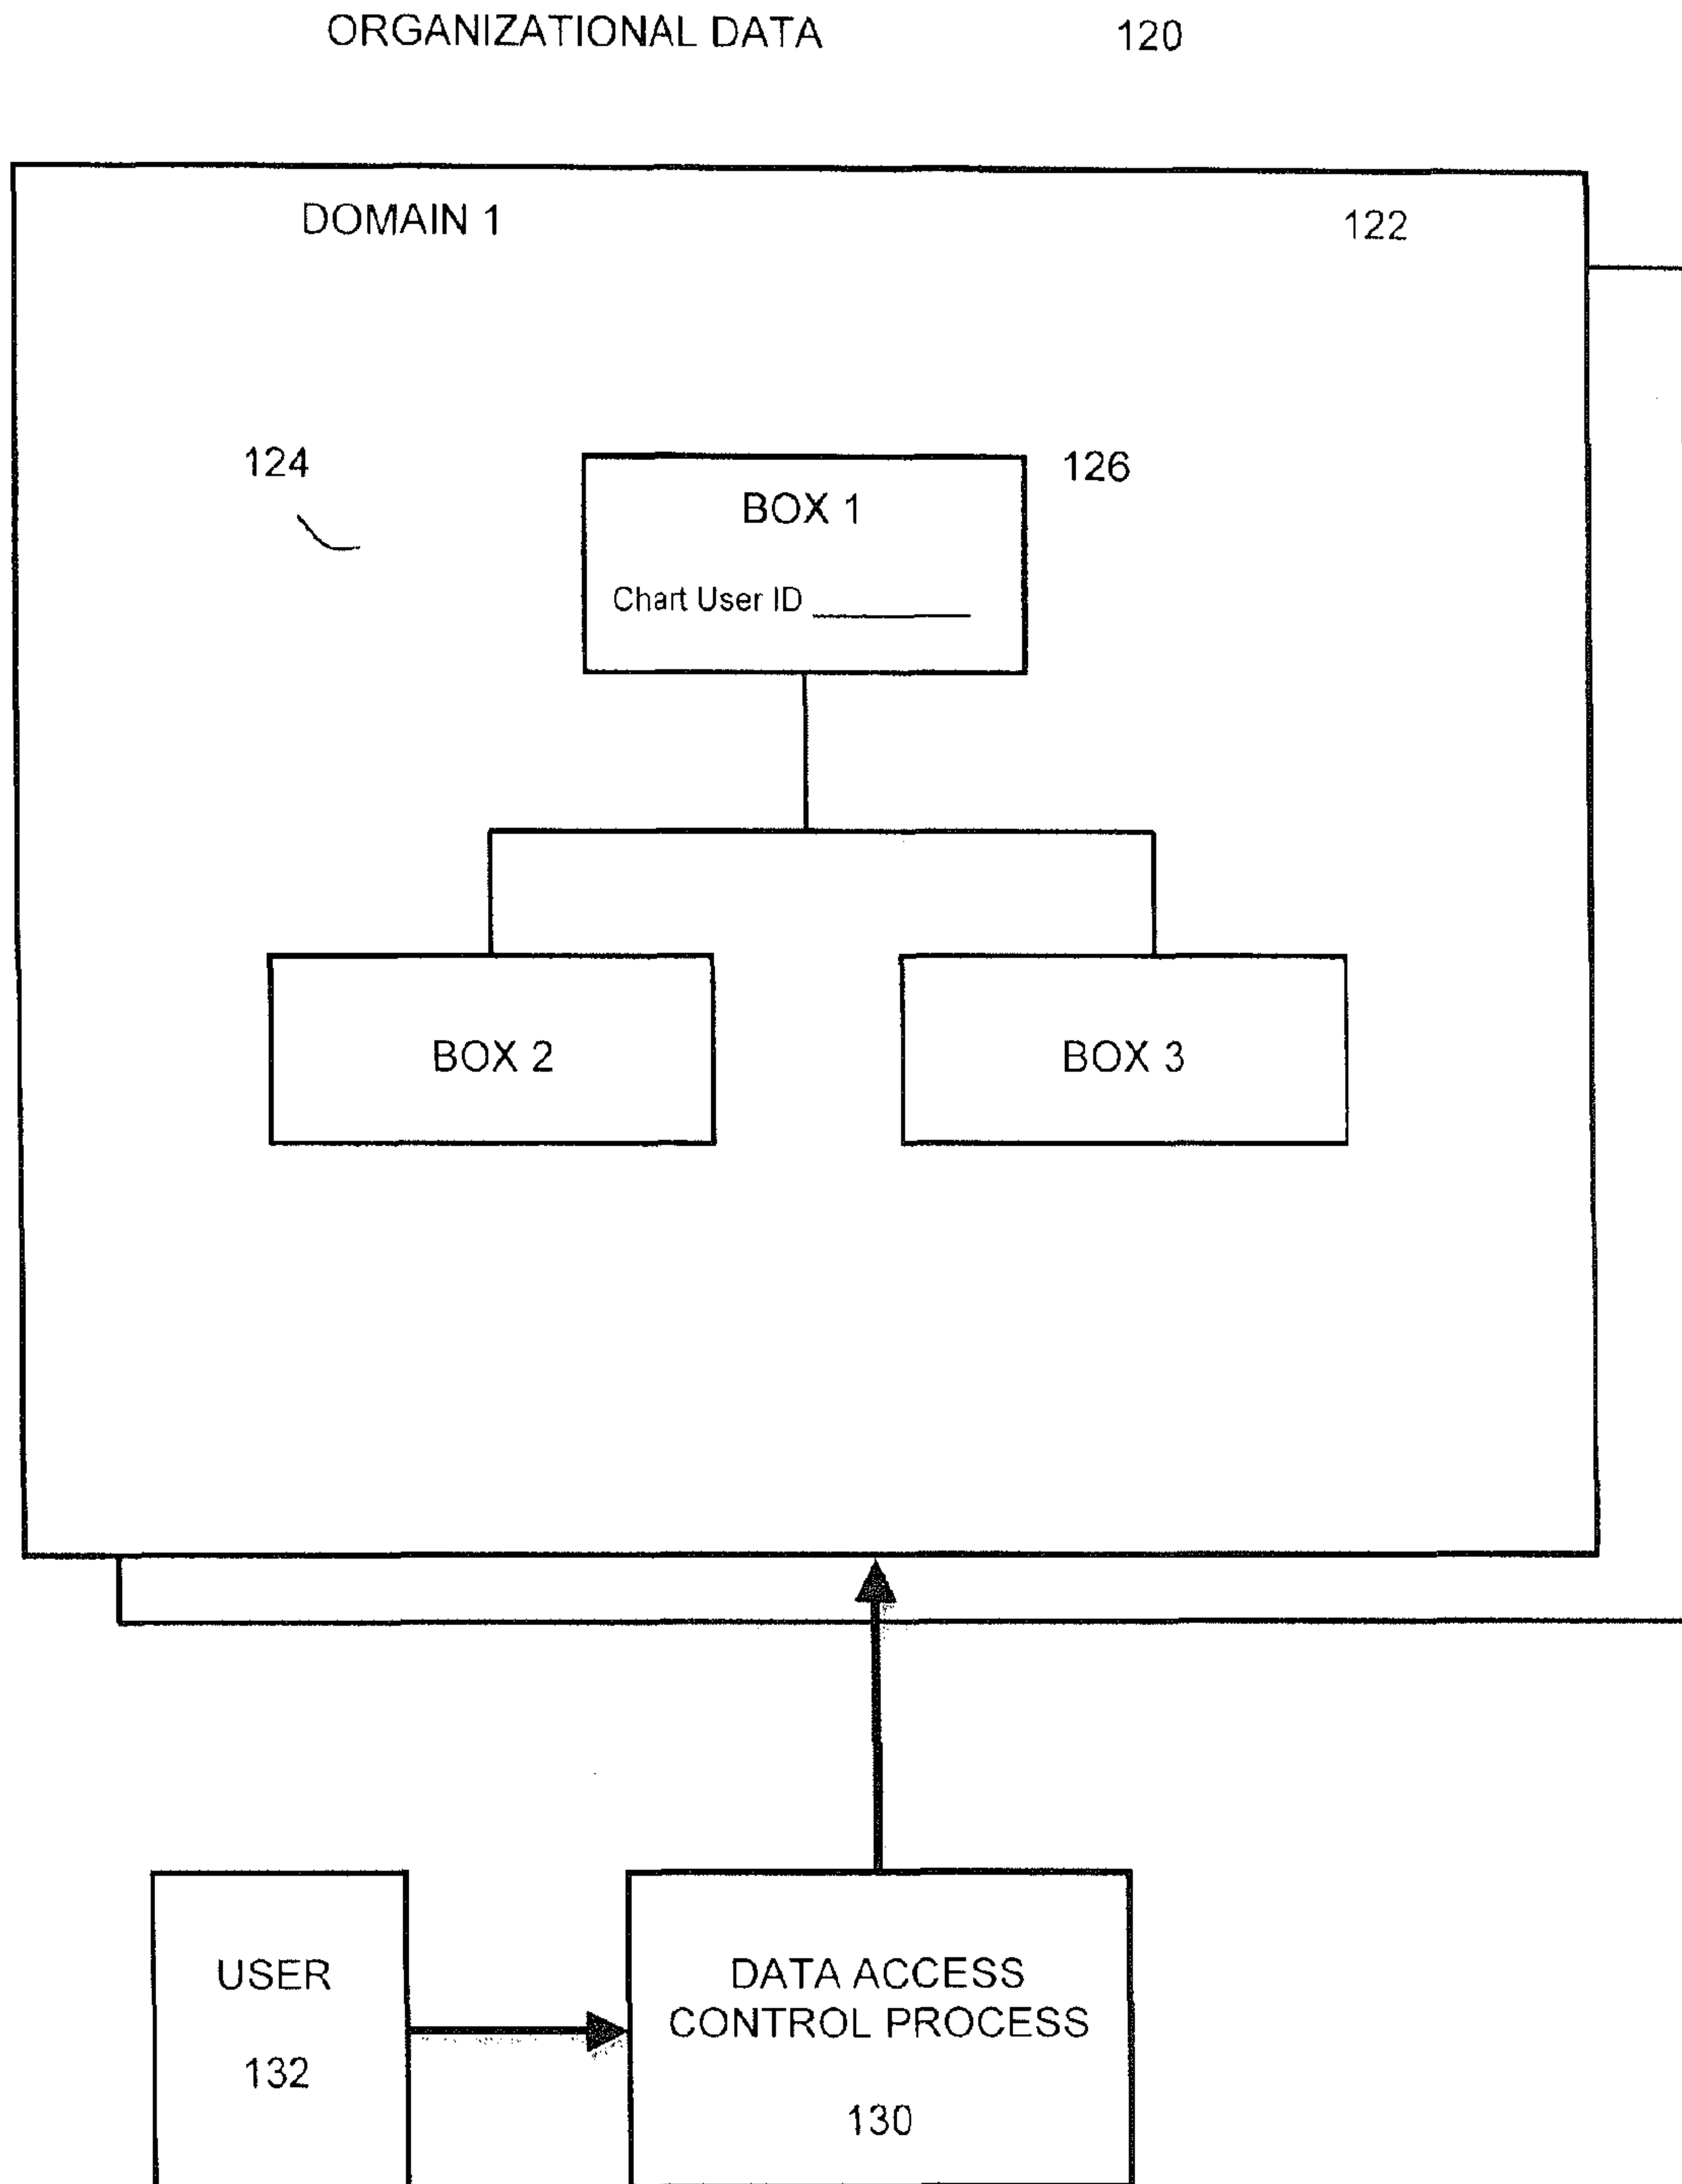 ORGANIZATIONAL DATA 120
DOMAIN 1 122
124
126
BOX 1
Chart User ID
BOX 2
BOX 3
USER
132
DATA ACCESS
CONTROL PROCESS
130